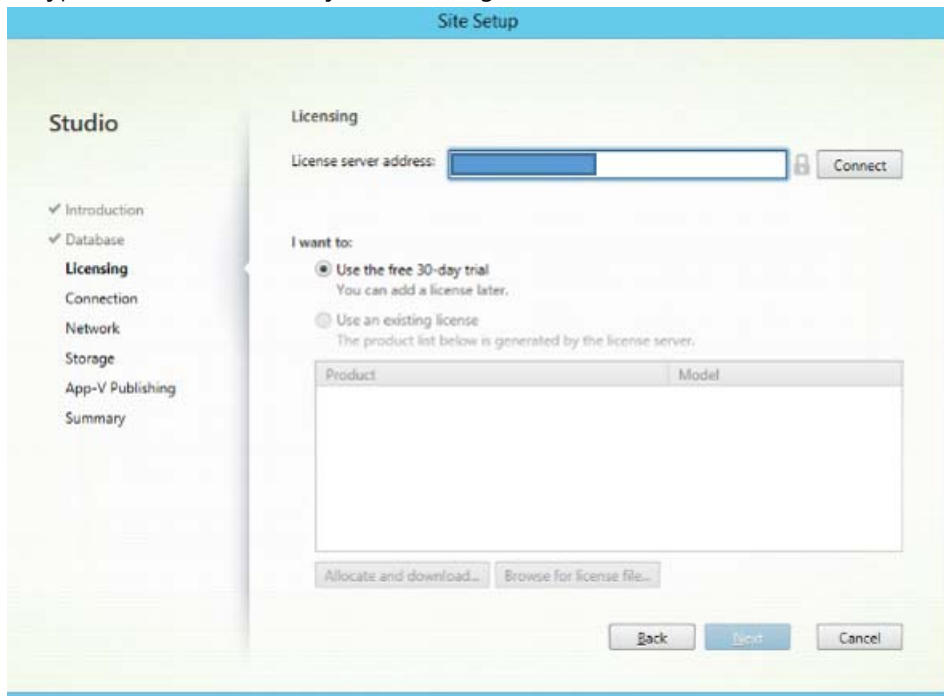 Site Setup
Studio
✓ Introduction
✓ Database
Licensing
Connection
Network
Storage
App-V Publishing
Summary
Licensing
License server address:
Connect
I want to:
Use the free 30-day trial
You can add a license later.
Use an existing license
The product list below is generated by the license server.
Product Model
Allocate and download... Browse for license file...
Back Next Cancel